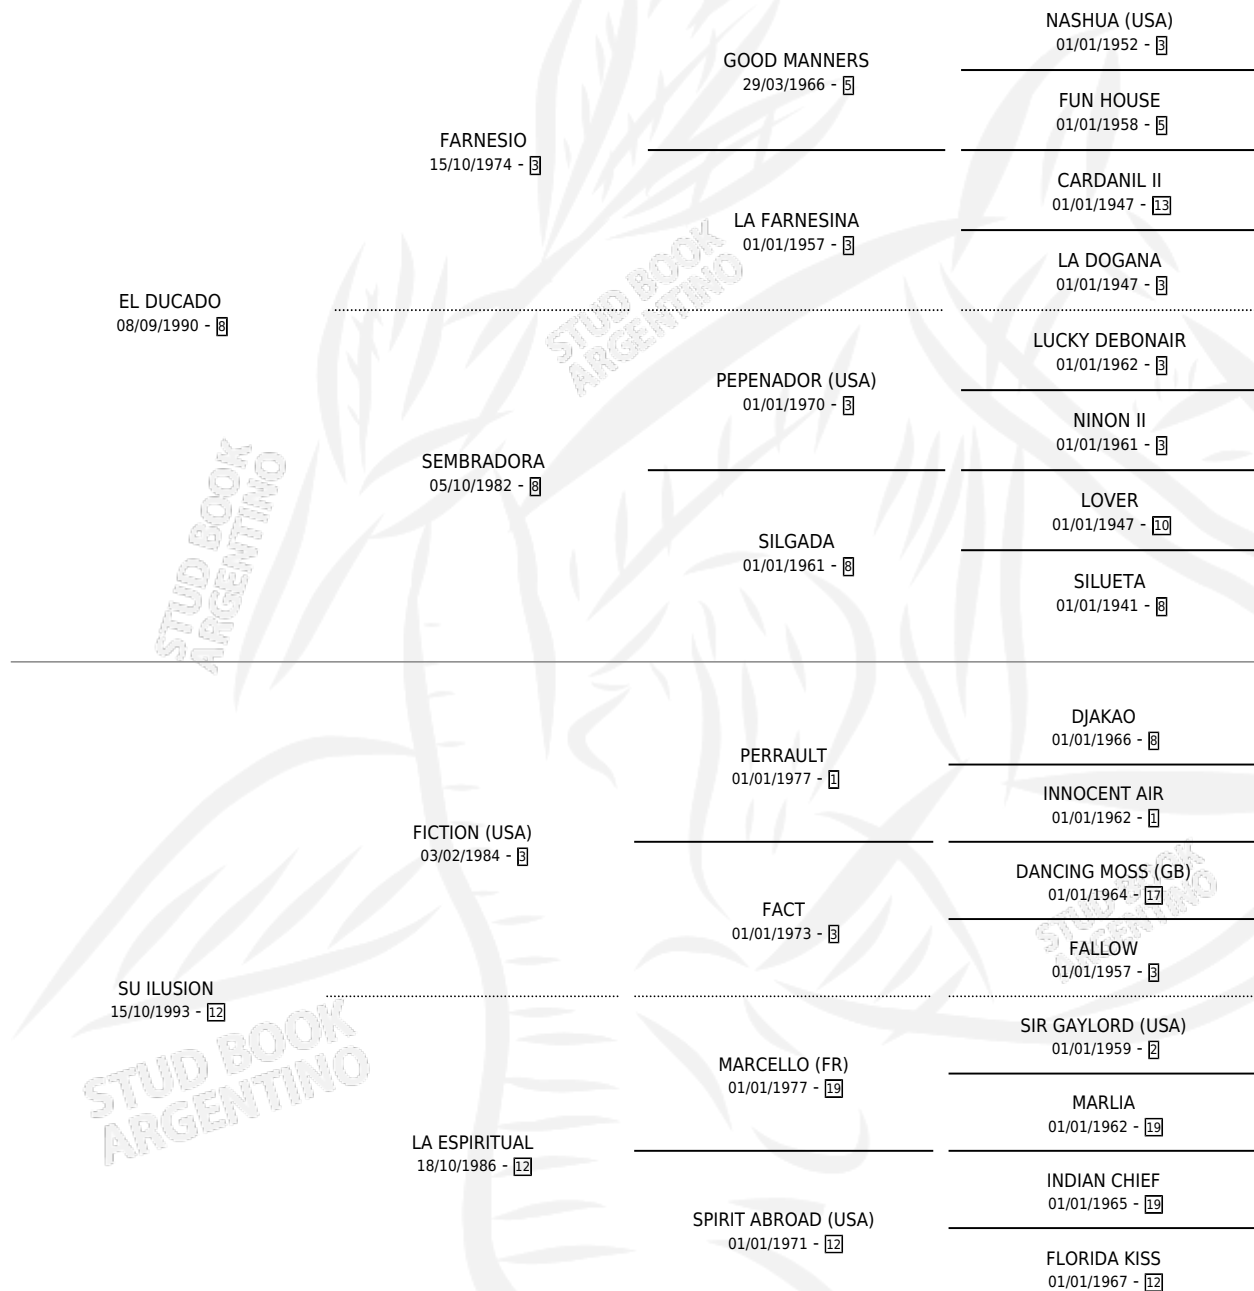 NASHUA (USA)
01/01/1952 - 3
GOOD MANNERS
29/03/1966 - 5
FUN HOUSE
01/01/1958 - 5
FARNESIO
15/10/1974 - 3
CARDANIL II
01/01/1947 - 13
LA FARNESINA
01/01/1957 - 3
LA DOGANA
01/01/1947 - 3
EL DUCADO
08/09/1990 - 8
LUCKY DEBONAIR
01/01/1962 - 3
PEPENADOR (USA)
01/01/1970 - 3
NINON II
01/01/1961 - 3
SEMBRADORA
05/10/1982 - 8
LOVER
01/01/1947 - 10
SILGADA
01/01/1961 - 8
SILUETA
01/01/1941 - 8
STUD BOOK
ARGENTINO
STUD BOOK
ARGENTINO
DJAKAO
01/01/1966 - 8
PERRAULT
01/01/1977 - 1
INNOCENT AIR
01/01/1962 - 1
FICTION (USA)
03/02/1984 - 3
DANCING MOSS (GB)
01/01/1964 - 17
FACT
01/01/1973 - 3
FALLOW
01/01/1957 - 3
SU ILUSION
15/10/1993 - 12
SIR GAYLORD (USA)
01/01/1959 - 2
MARCELLO (FR)
01/01/1977 - 19
MARLIA
01/01/1962 - 19
LA ESPIRITUAL
18/10/1986 - 12
INDIAN CHIEF
01/01/1965 - 19
SPIRIT ABROAD (USA)
01/01/1971 - 12
FLORIDA KISS
01/01/1967 - 12
STUD BOOK
ARGENTINO
STUD BOOK
ARGENTINO